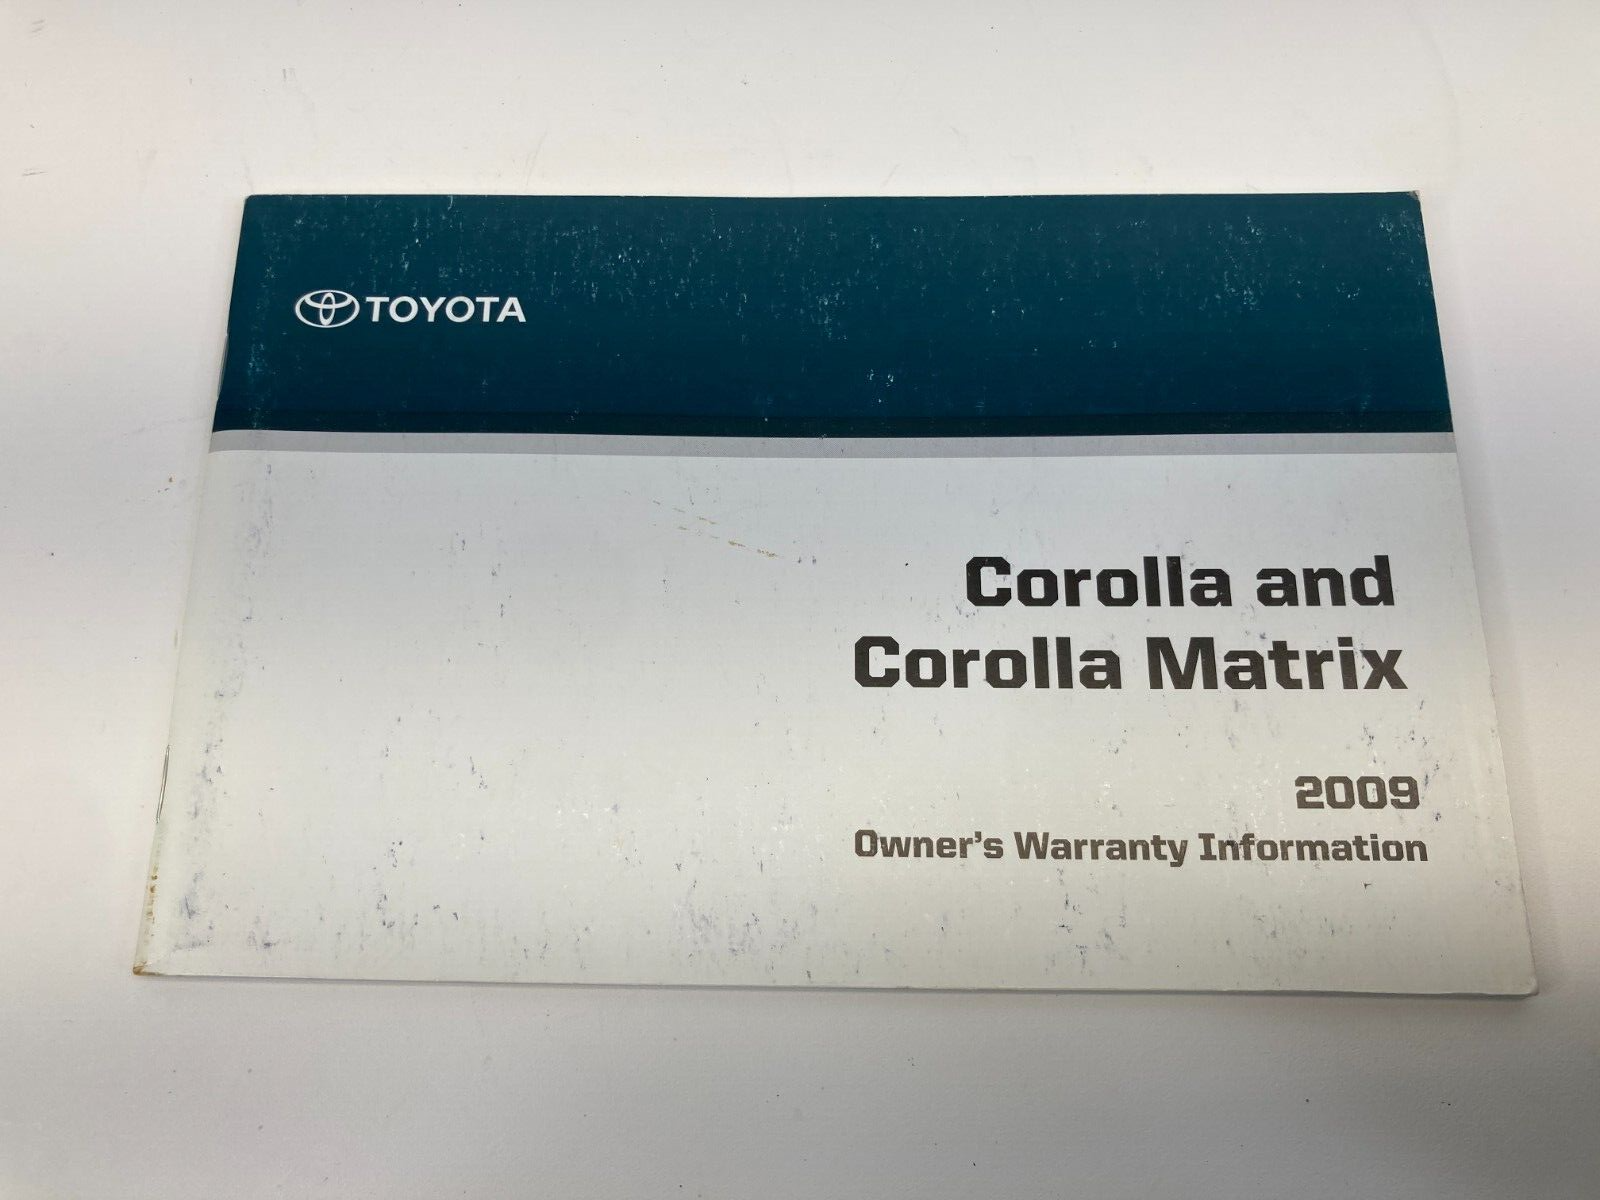 TOYOTA
Corolla and
Corolla Matrix
2009
Owner's Warranty Information